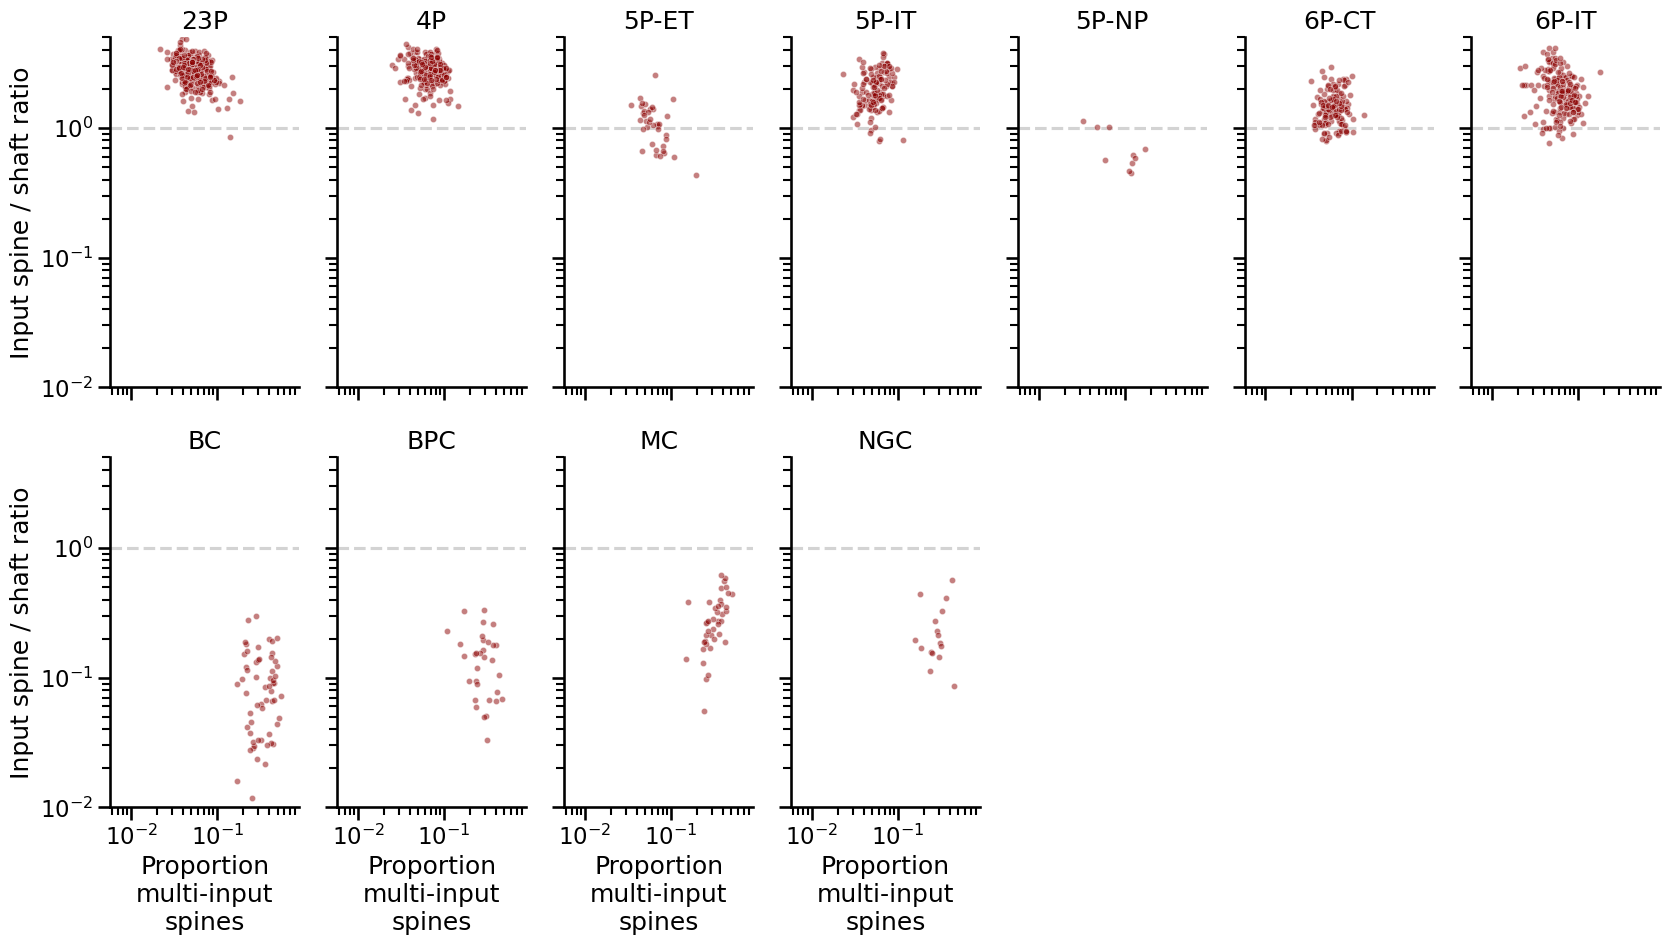 23P
4P
5P-ET
5P-IT
5P-NP
6P-CT
6P-IT
Input spine / shaft ratio
10⁰
10⁻¹
10⁻²
BC
BPC
MC
NGC
Input spine / shaft ratio
10⁰
10⁻¹
10⁻²
10⁻² 10⁻¹
10⁻² 10⁻¹
10⁻² 10⁻¹
10⁻² 10⁻¹
Proportion
multi-input
spines
Proportion
multi-input
spines
Proportion
multi-input
spines
Proportion
multi-input
spines